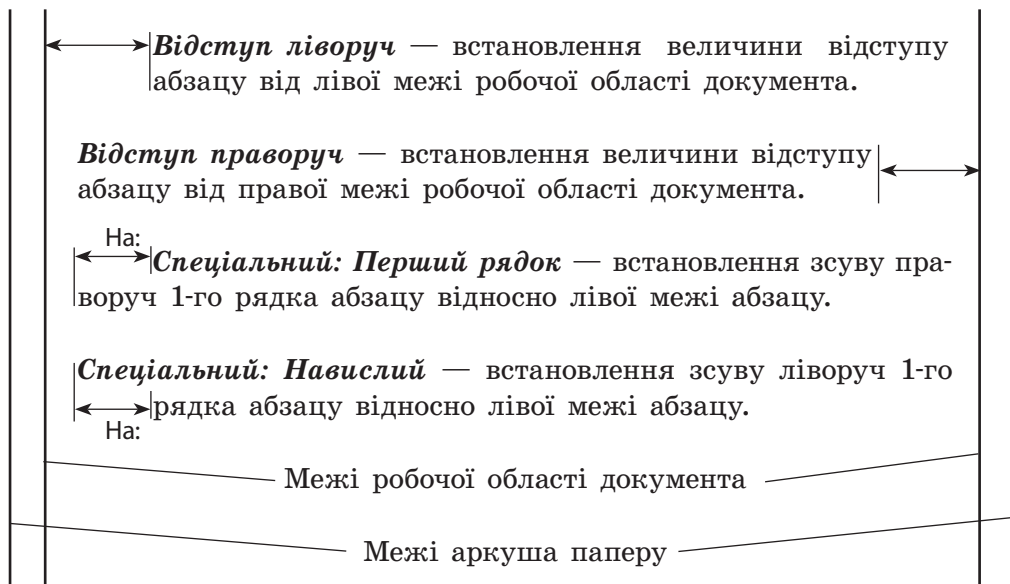 Відступ ліворуч — встановлення величини відступу
абзацу від лівої межі робочої області документа.
Відступ праворуч — встановлення величини відступу
абзацу від правої межі робочої області документа.
На:
Спеціальний: Перший рядок — встановлення зсуву пра-
воруч 1-го рядка абзацу відносно лівої межі абзацу.
Спеціальний: Навислий — встановлення зсуву ліворуч 1-го
рядка абзацу відносно лівої межі абзацу.
На:
Межі робочої області документа
Межі аркуша паперу